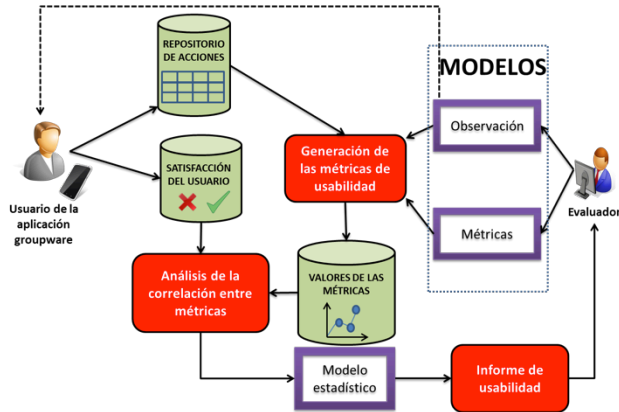 REPOSITORIO
DE ACCIONES
MODELOS
Observación
Generación de
las métricas de
usabilidad
SATISFACCIÓN
DEL USUARIO
Usuario de la
aplicación
groupware
Evaluador
Métricas
Análisis de la
correlación entre
métricas
VALORES DE LAS
MÉTRICAS
Modelo
estadístico
Informe de
usabilidad